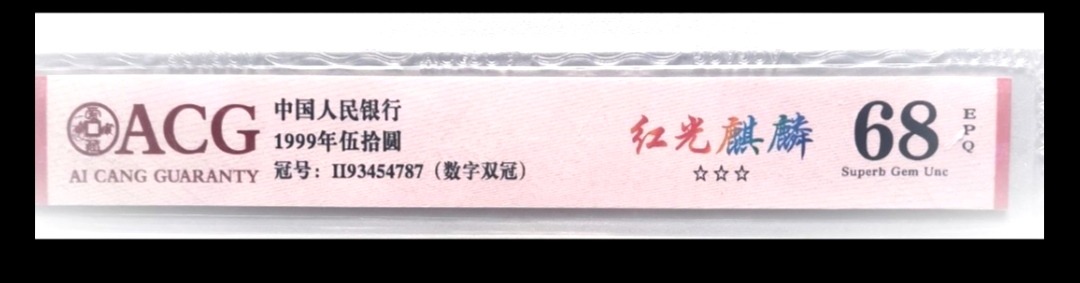 ACG
AI CANG GUARANTY
中国人民银行
1999年伍拾圆
冠号：II93454787（数字双冠）
红光麒麟
☆☆☆
68
EPQ
Superb Gem Unc